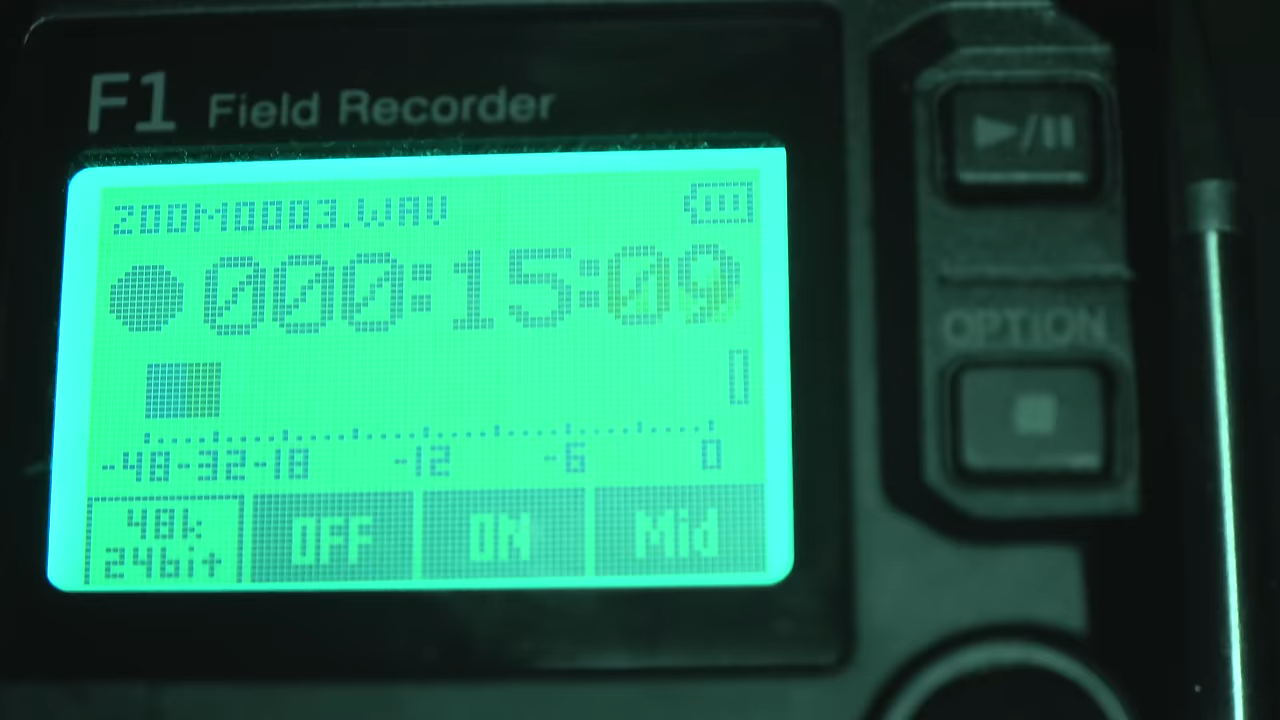 F1 Field Recorder
ZOOM0003.WAV
000:15:09
-48 -32 -18 -12 -6 0
48k
24bit
OFF
ON
Mid
OPTION